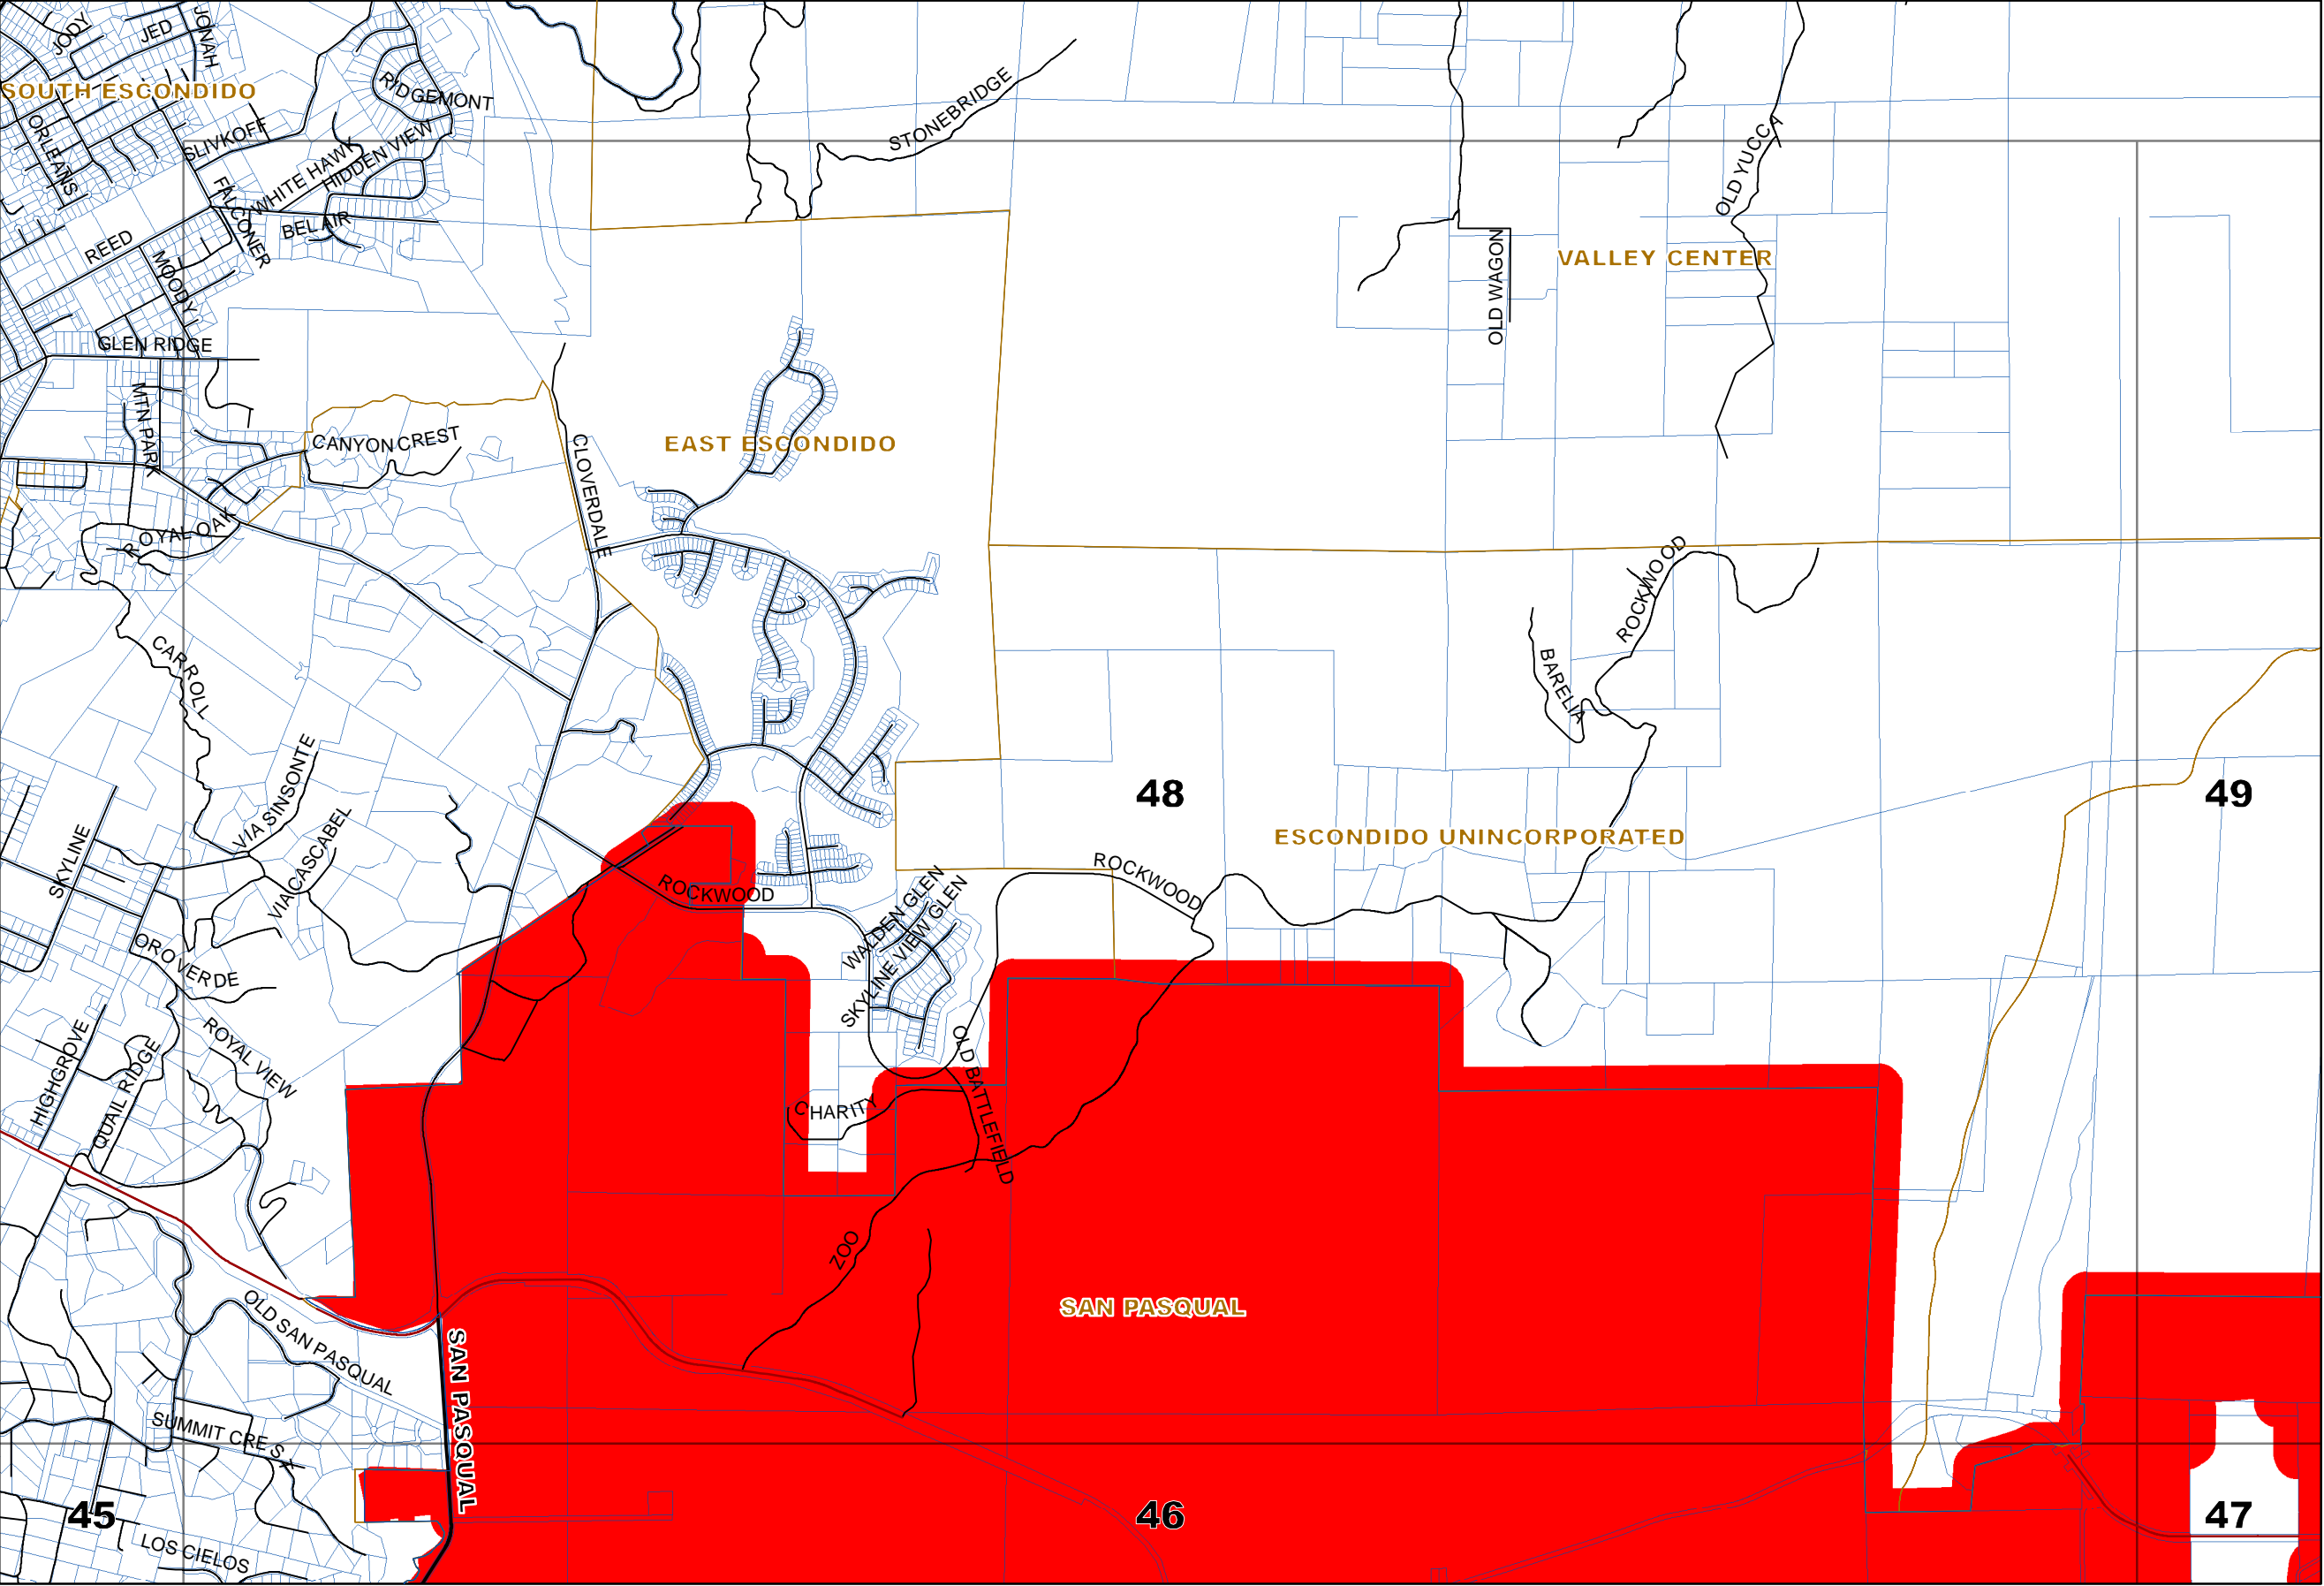 JODY
JED
JONAH
RIDGEMONT
SOUTH ESCONDIDO
STONEBRIDGE
ORLEANS
SLIVKOFF
WHITE HAWK
HIDDEN VIEW
OLD YUCCA
FALCONER
BEL AIR
REED
MOODY
OLD WAGON
VALLEY CENTER
GLEN RIDGE
MTN PARK
CANYON CREST
CLOVERDALE
EAST ESCONDIDO
ROYAL OAK
ROCKWOOD
CARROLL
BARELIA
VIA SINSONTE
48
49
SKYLINE
VIA CASCABEL
ESCONDIDO UNINCORPORATED
ROCKWOOD
ROCKWOOD
WALDEN GLEN
SKYLINE VIEW GLEN
ORO VERDE
HIGHGROVE
QUAIL RIDGE
ROYAL VIEW
OLD BATTLEFIELD
CHARITY
ZOO
SAN PASQUAL
OLD SAN PASQUAL
SAN PASQUAL
SUMMIT CREST
45
46
47
LOS CIELOS